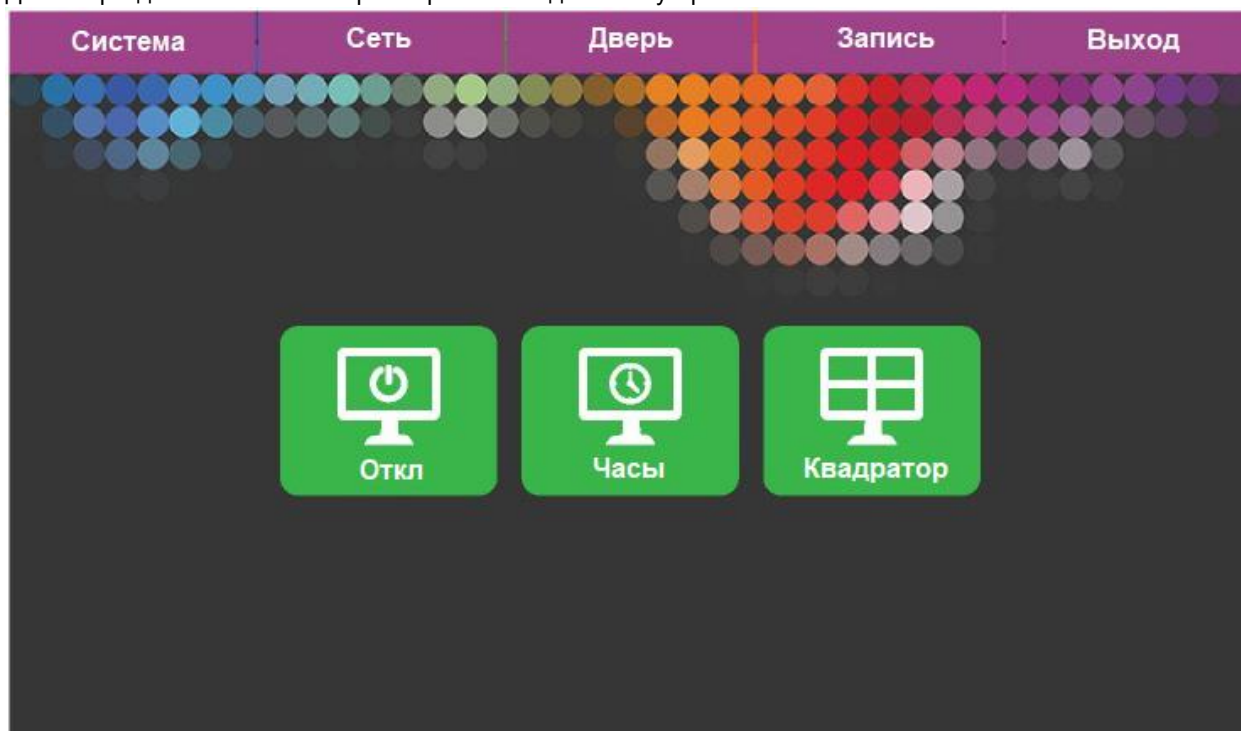 Система
Сеть
Дверь
Запись
Выход
Откл
Часы
Квадратор